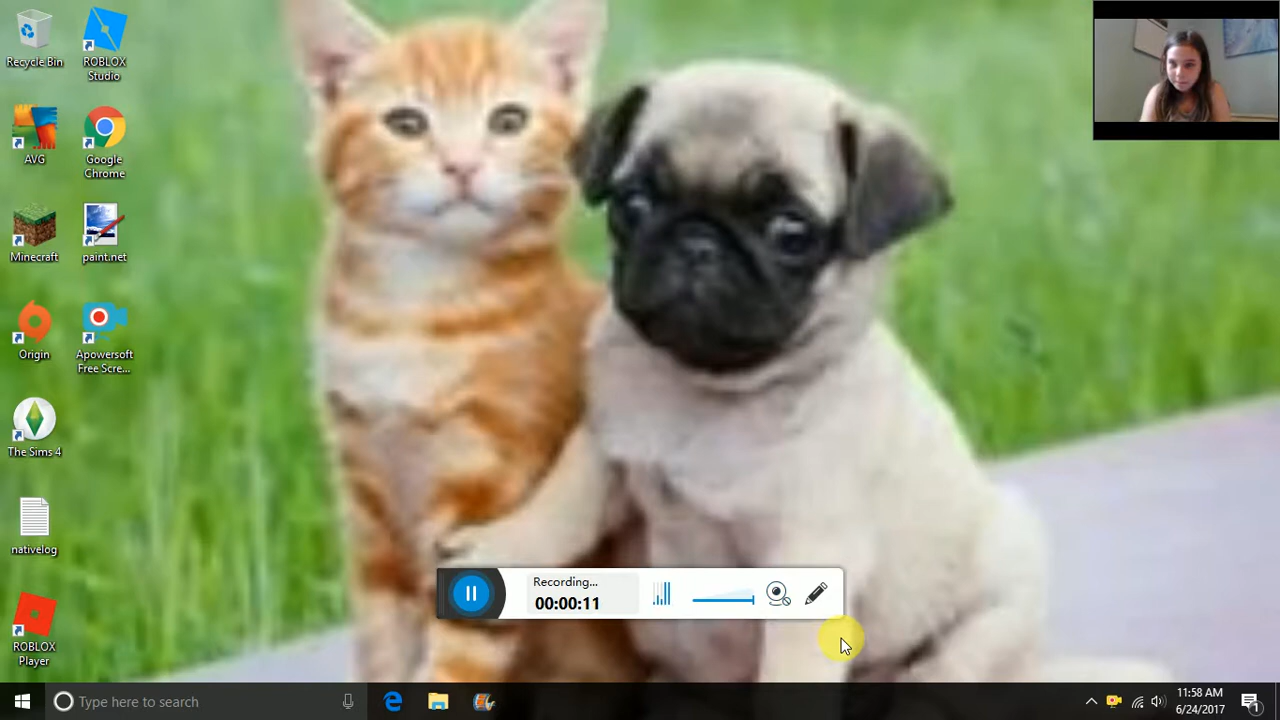 Recycle Bin
ROBLOX
Studio
AVG
Google
Chrome
Minecraft
paint.net
Origin
Apowersoft
Free Scre...
The Sims 4
nativelog
ROBLOX
Player
Recording...
00:00:11
Type here to search
11:58 AM
6/24/2017
1